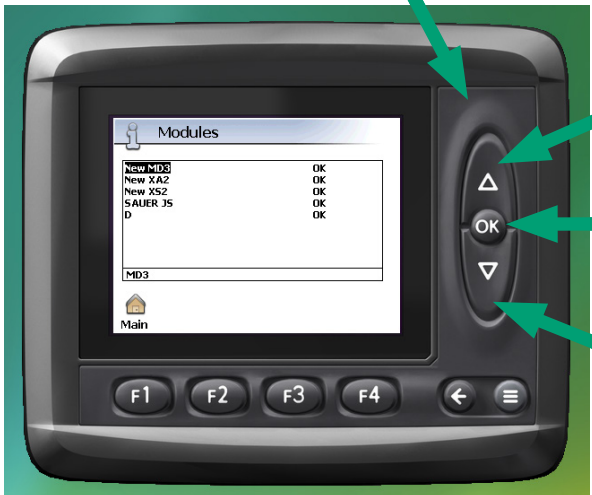 Modules
New MD3 OK
New XA2 OK
New XS2 OK
SAUER JS OK
D OK
MD3
Main
OK
F1 F2 F3 F4